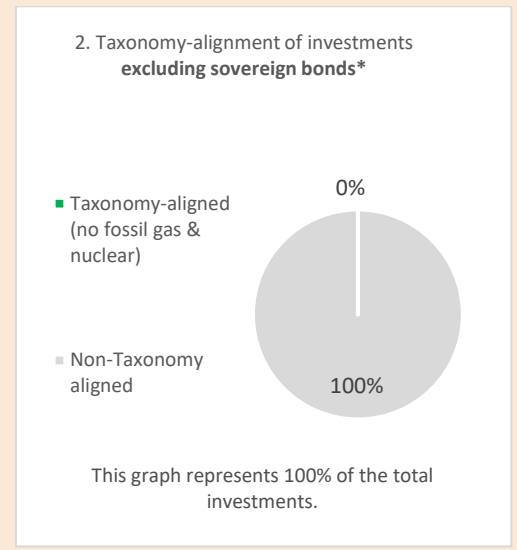 2. Taxonomy-alignment of investments
excluding sovereign bonds*
0%
Taxonomy-aligned
(no fossil gas &
nuclear)
Non-Taxonomy
aligned
100%
This graph represents 100% of the total
investments.